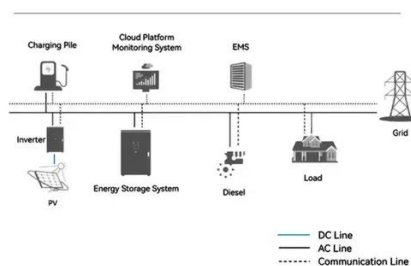 Charging Pile
Cloud Platform
Monitoring System
EMS
Grid
Inverter
PV
Energy Storage System
Diesel
Load
DC Line
AC Line
Communication Line